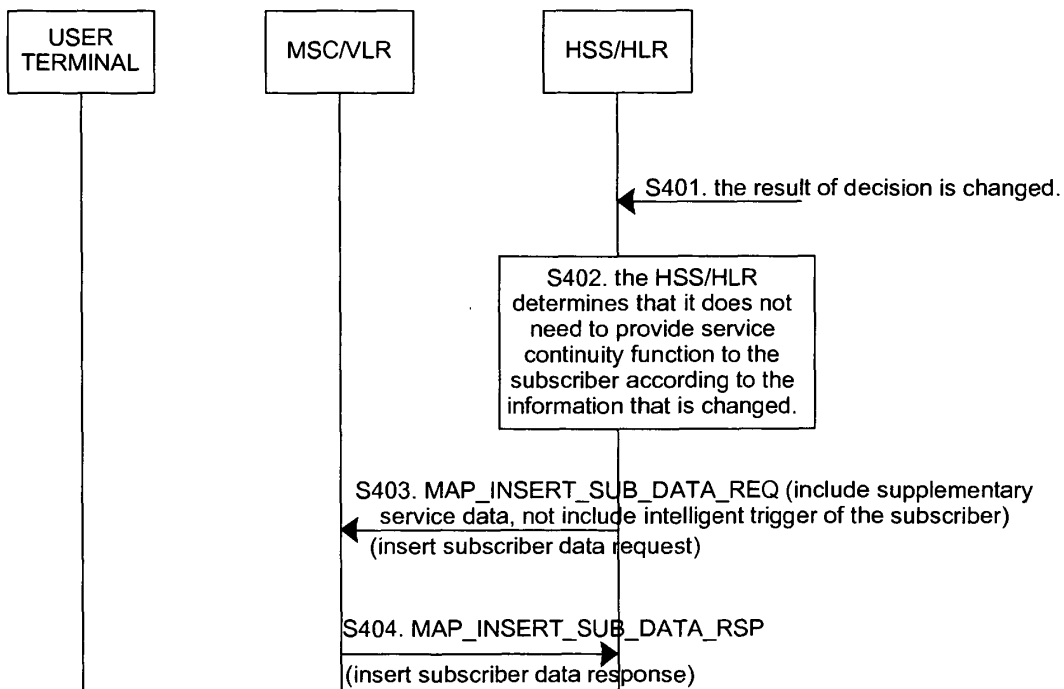 USER
TERMINAL
MSC/VLR
HSS/HLR
S401. the result of decision is changed.
S402. the HSS/HLR
determines that it does not
need to provide service
continuity function to the
subscriber according to the
information that is changed.
S403. MAP_INSERT_SUB_DATA_REQ (include supplementary
service data, not include intelligent trigger of the subscriber)
(insert subscriber data request)
S404. MAP_INSERT_SUB_DATA_RSP
(insert subscriber data response)